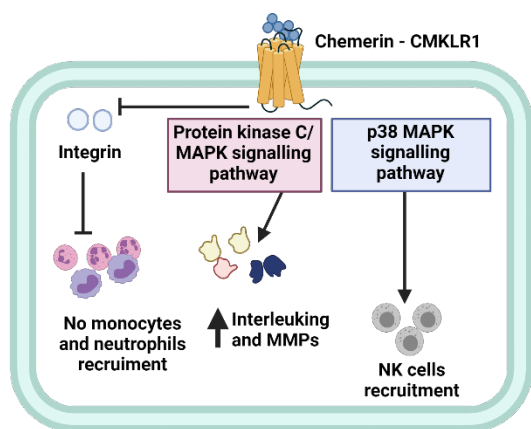 Chemerin - CMKLR1
Integrin
Protein kinase C/
MAPK signalling
pathway
p38 MAPK
signalling
pathway
No monocytes
and neutrophils
recruiment
Interleuking
and MMPs
NK cells
recruitment